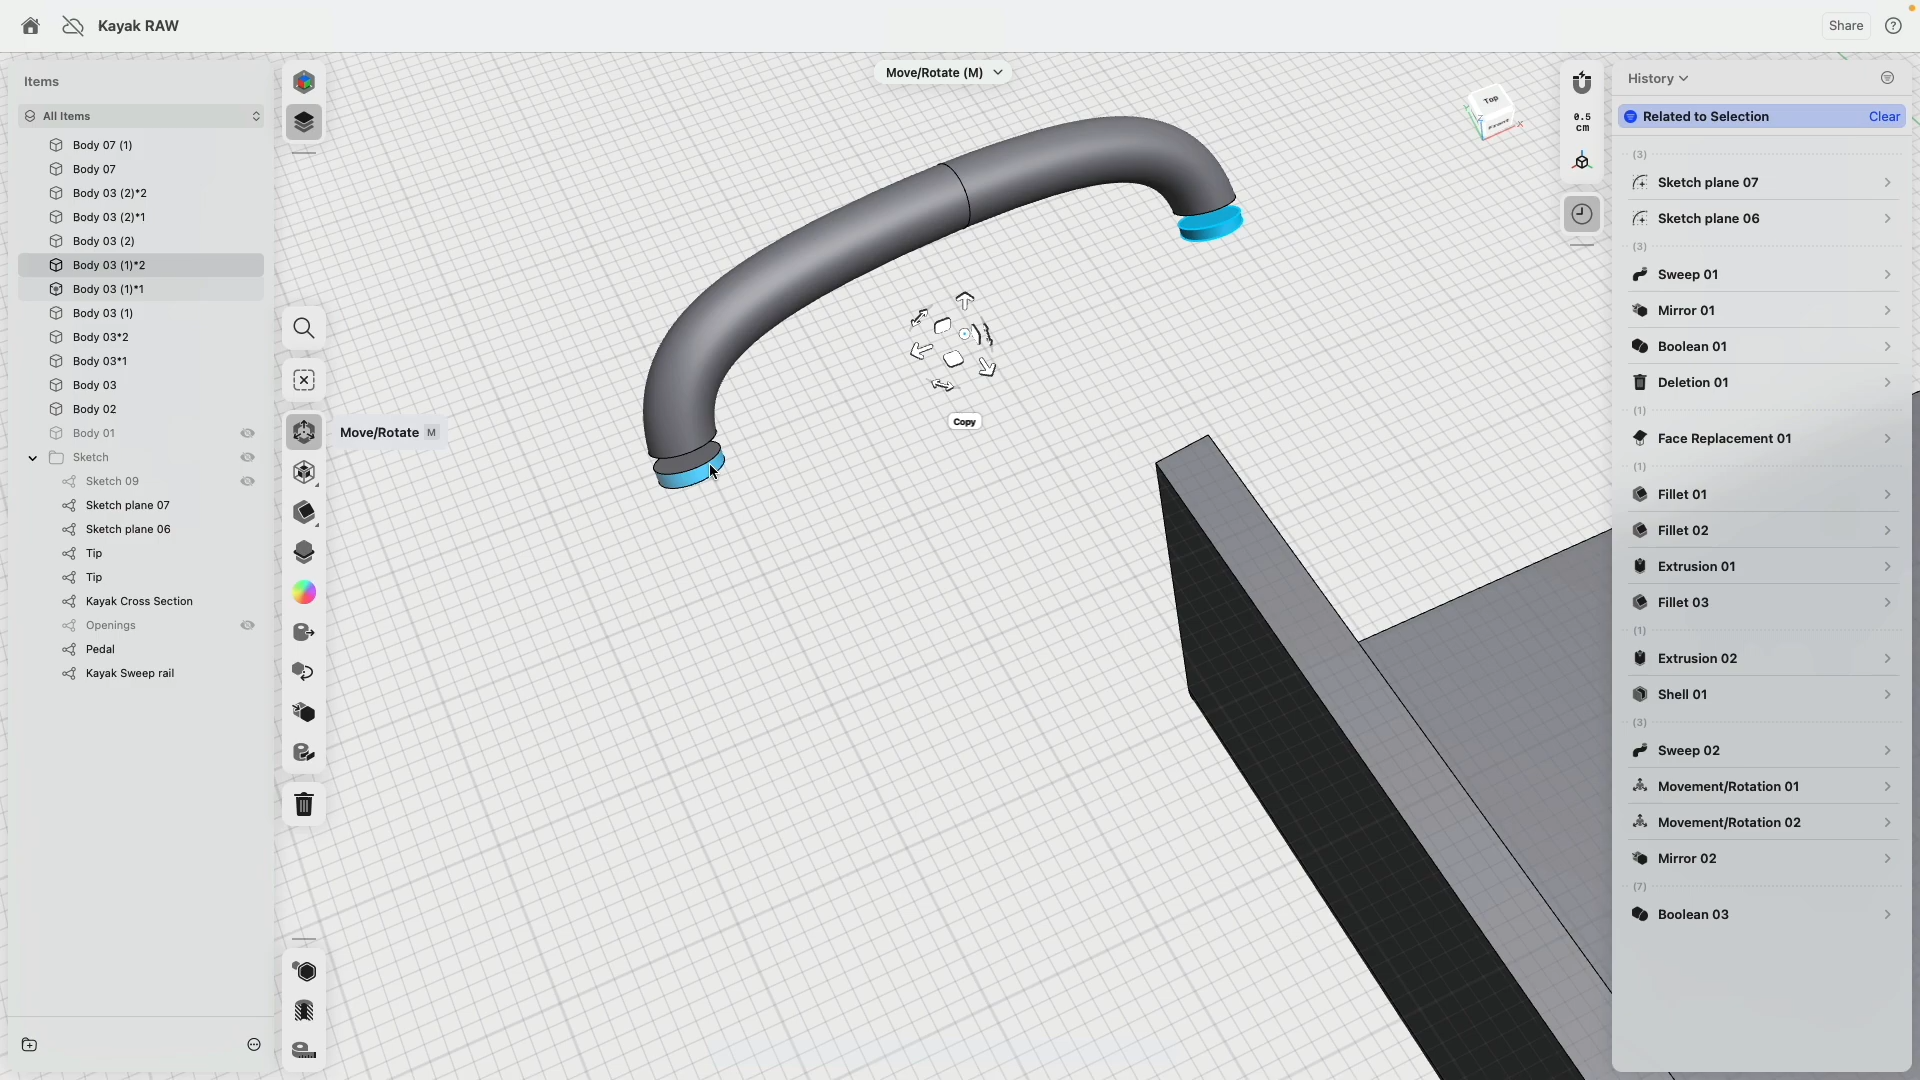 Kayak RAW
Share
Items
All Items
Body 07 (1)
Body 07
Body 03 (2)*2
Body 03 (2)*1
Body 03 (2)
Body 03 (1)*2
Body 03 (1)*1
Body 03 (1)
Body 03*2
Body 03*1
Body 03
Body 02
Body 01
Sketch
Sketch 09
Sketch plane 07
Sketch plane 06
Tip
Tip
Kayak Cross Section
Openings
Pedal
Kayak Sweep rail
Move/Rotate M
Move/Rotate (M)
Copy
Top
Front
X
Y
Z
0.5
cm
History
Related to Selection Clear
(3)
Sketch plane 07
Sketch plane 06
(3)
Sweep 01
Mirror 01
Boolean 01
Deletion 01
(1)
Face Replacement 01
(1)
Fillet 01
Fillet 02
Extrusion 01
Fillet 03
(1)
Extrusion 02
Shell 01
(3)
Sweep 02
Movement/Rotation 01
Movement/Rotation 02
Mirror 02
(7)
Boolean 03